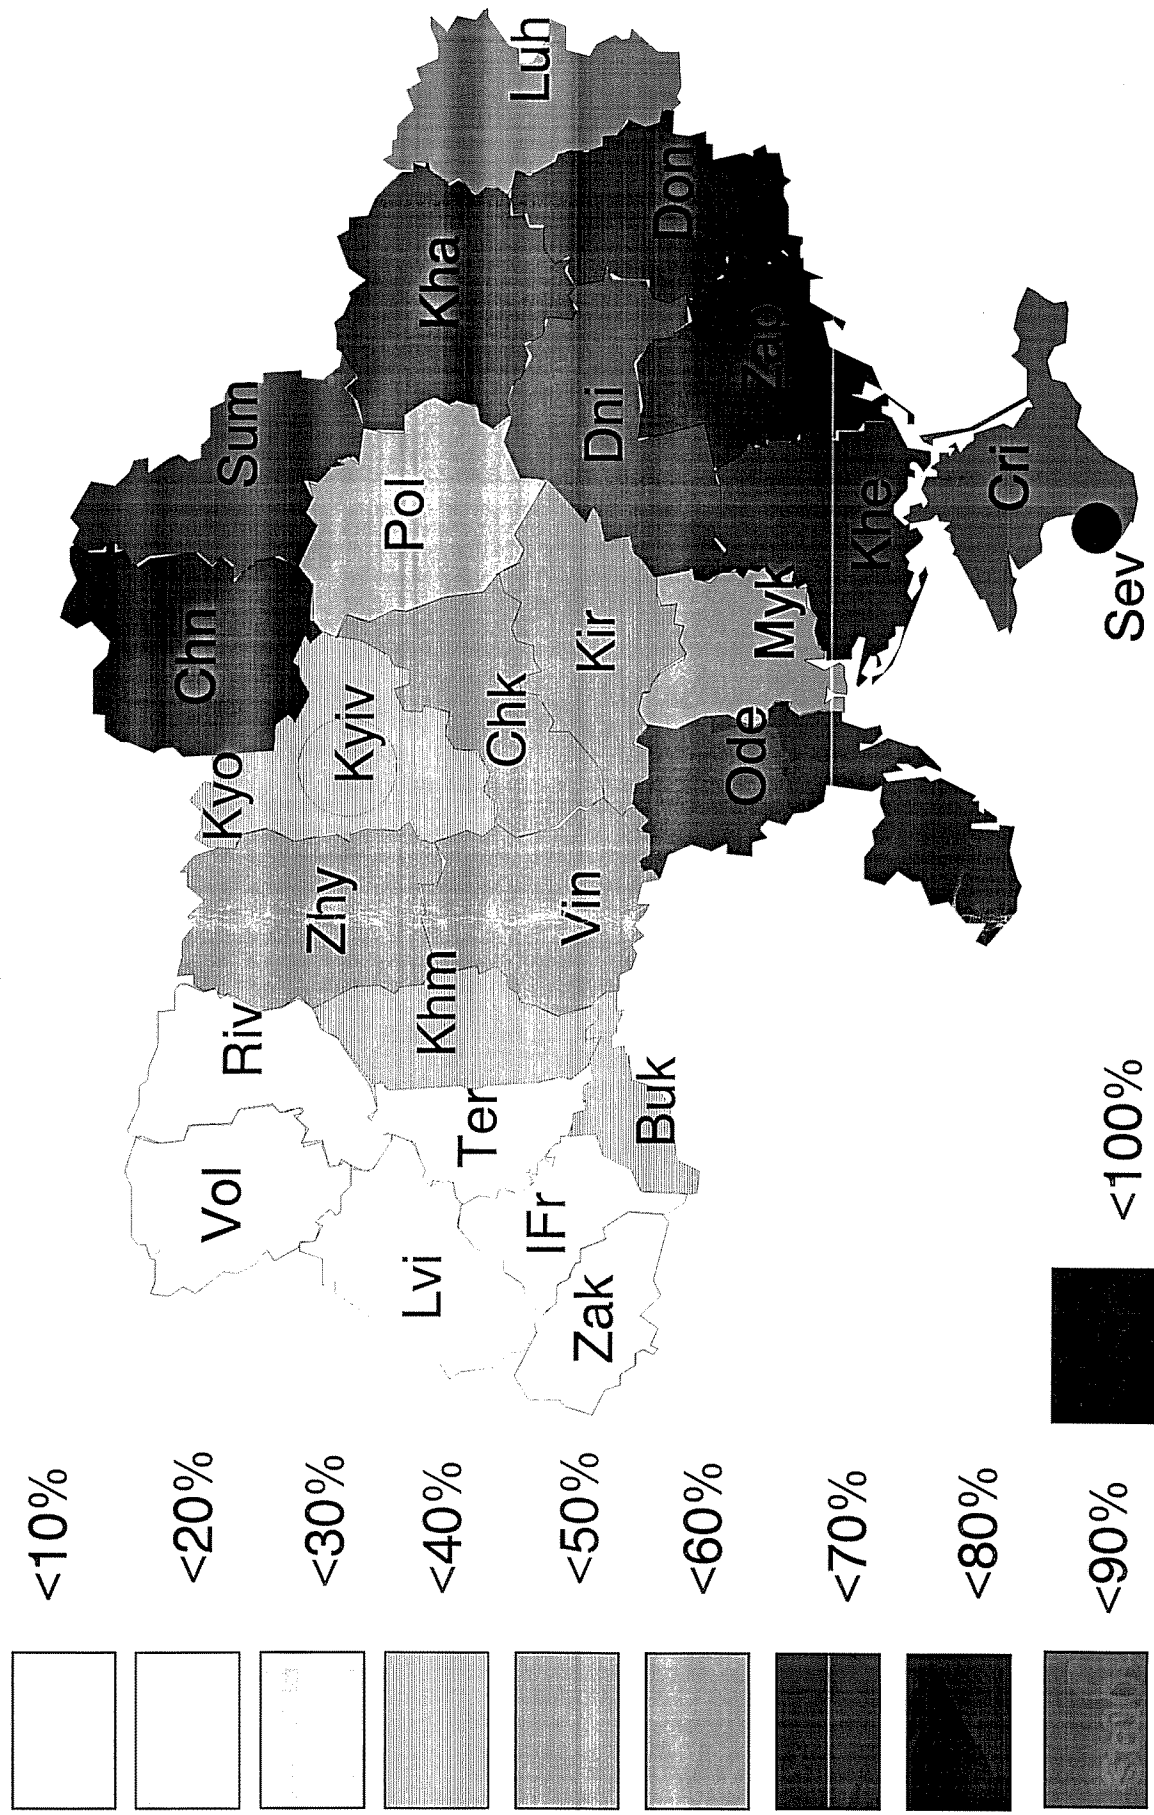 <10%
<20%
<30%
<40%
<50%
<60%
<70%
<80%
<90%
<100%
Vol
Riv
Zhy
Kyo
Kyiv
Chn
Sum
Lvi
Ter
Khm
Vin
Chk
Pol
Kha
Luh
Zak
IFr
Buk
Kir
Dni
Don
Ode
Myk
Khe
Zap
Cri
Sev